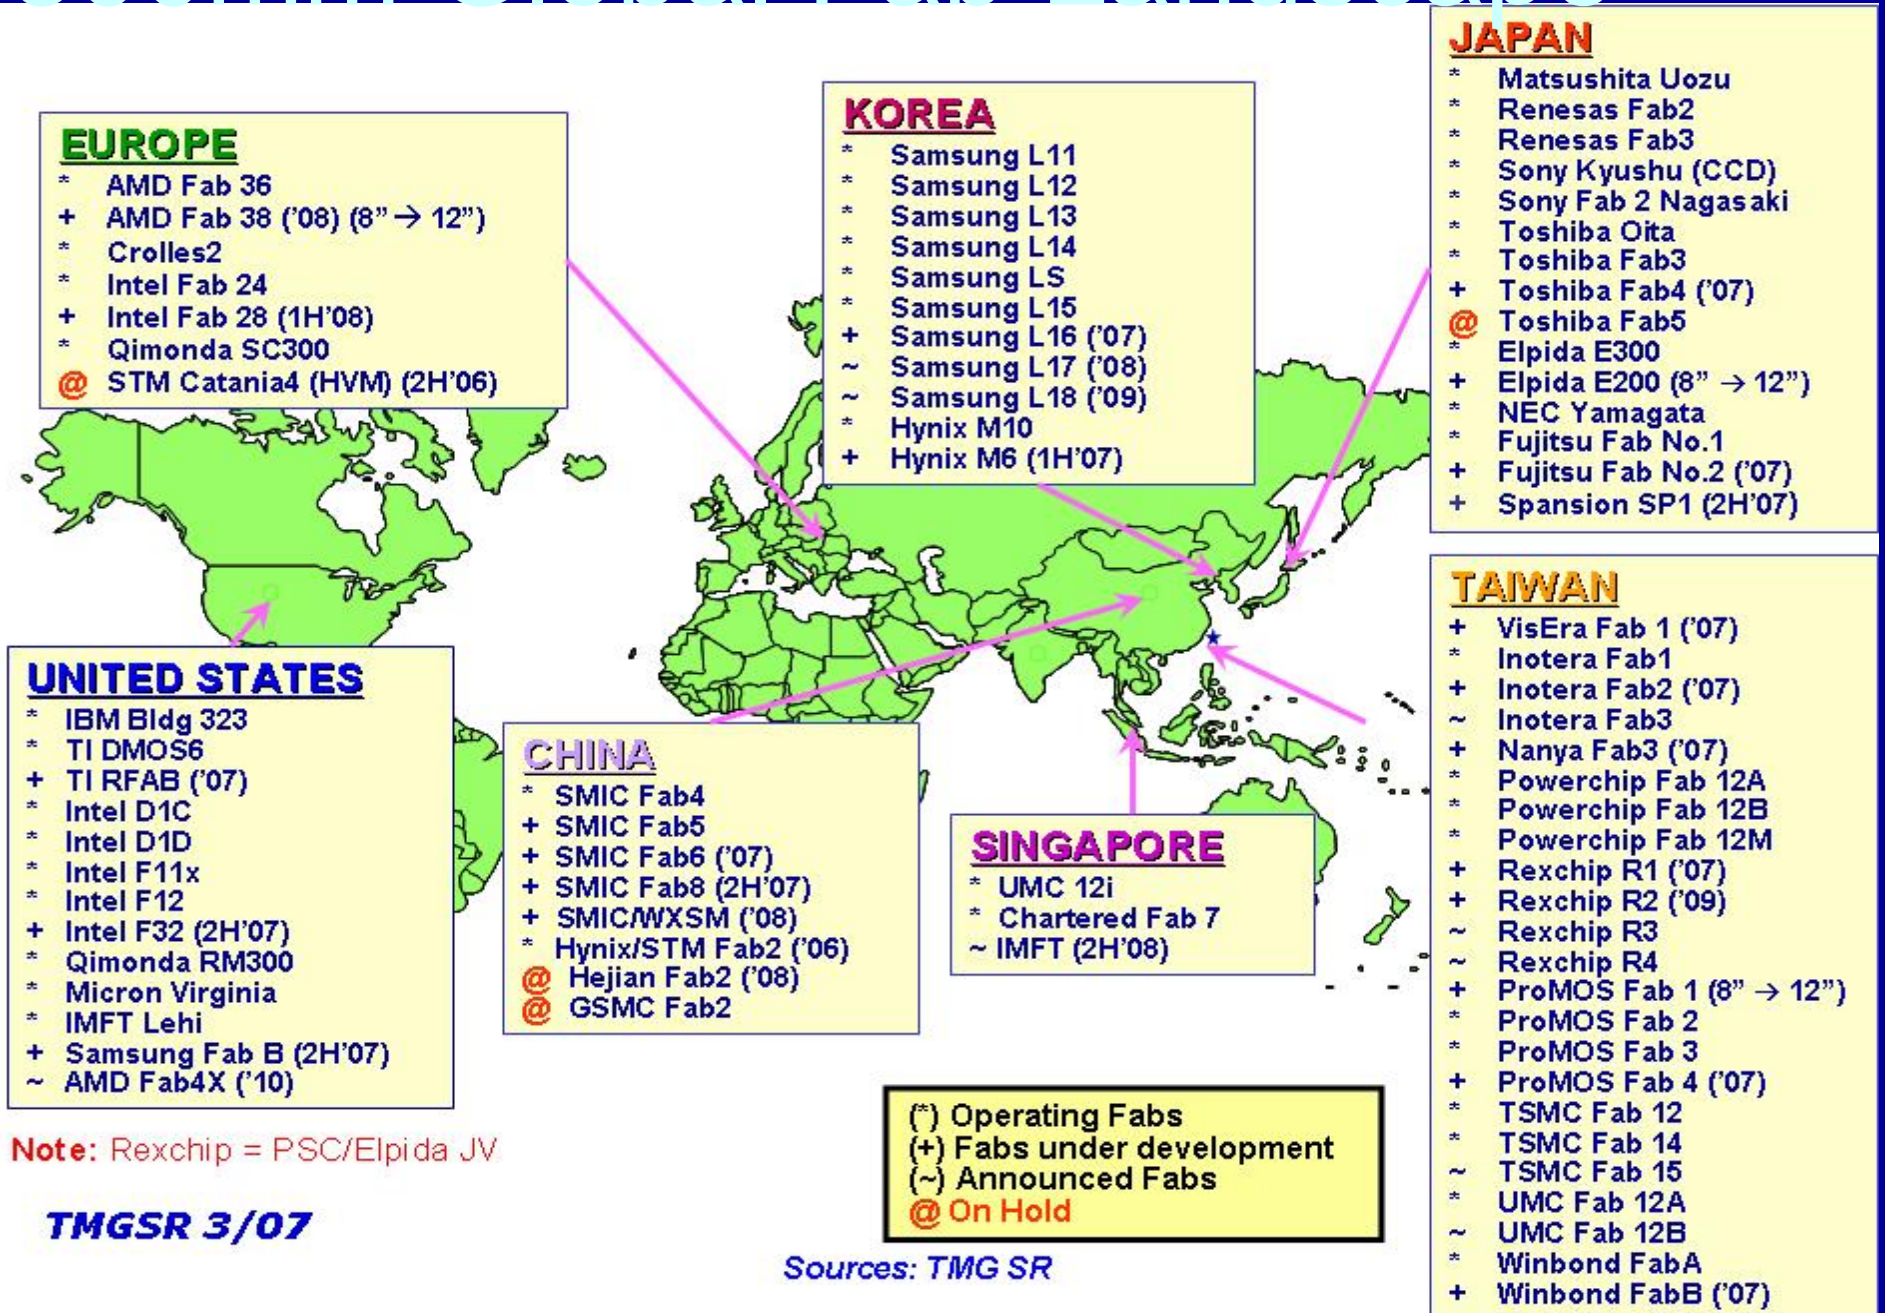 EUROPE
* AMD Fab 36
+ AMD Fab 38 ('08) (8” → 12”)
* Crolles2
* Intel Fab 24
+ Intel Fab 28 (1H'08)
* Qimonda SC300
@ STM Catania4 (HVM) (2H'06)
KOREA
* Samsung L11
* Samsung L12
* Samsung L13
* Samsung L14
* Samsung LS
* Samsung L15
+ Samsung L16 ('07)
~ Samsung L17 ('08)
~ Samsung L18 ('09)
* Hynix M10
+ Hynix M6 (1H'07)
JAPAN
* Matsushita Uozu
* Renesas Fab2
* Renesas Fab3
* Sony Kyushu (CCD)
* Sony Fab 2 Nagasaki
* Toshiba Oita
* Toshiba Fab3
+ Toshiba Fab4 ('07)
@ Toshiba Fab5
* Elpida E300
+ Elpida E200 (8” → 12”)
* NEC Yamagata
* Fujitsu Fab No.1
+ Fujitsu Fab No.2 ('07)
+ Spansion SP1 (2H'07)
UNITED STATES
* IBM Bldg 323
* TI DMOS6
+ TI RFAB ('07)
* Intel D1C
* Intel D1D
* Intel F11x
* Intel F12
+ Intel F32 (2H'07)
* Qimonda RM300
* Micron Virginia
* IMFT Lehi
+ Samsung Fab B (2H'07)
~ AMD Fab4X ('10)
CHINA
* SMIC Fab4
+ SMIC Fab5
+ SMIC Fab6 ('07)
+ SMIC Fab8 (2H'07)
+ SMIC/WXSM ('08)
* Hynix/STM Fab2 ('06)
@ Hejian Fab2 ('08)
@ GSMC Fab2
SINGAPORE
* UMC 12i
* Chartered Fab 7
~ IMFT (2H'08)
TAIWAN
+ VisEra Fab 1 ('07)
* Inotera Fab1
+ Inotera Fab2 ('07)
~ Inotera Fab3
+ Nanya Fab3 ('07)
* Powerchip Fab 12A
* Powerchip Fab 12B
* Powerchip Fab 12M
+ Rexchip R1 ('07)
+ Rexchip R2 ('09)
~ Rexchip R3
~ Rexchip R4
+ ProMOS Fab 1 (8” → 12”)
* ProMOS Fab 2
* ProMOS Fab 3
+ ProMOS Fab 4 ('07)
* TSMC Fab 12
* TSMC Fab 14
~ TSMC Fab 15
* UMC Fab 12A
~ UMC Fab 12B
* Winbond FabA
+ Winbond FabB ('07)
(*) Operating Fabs
(+) Fabs under development
(~) Announced Fabs
@ On Hold
Note: Rexchip = PSC/Elpida JV
TMGSR 3/07
Sources: TMG SR